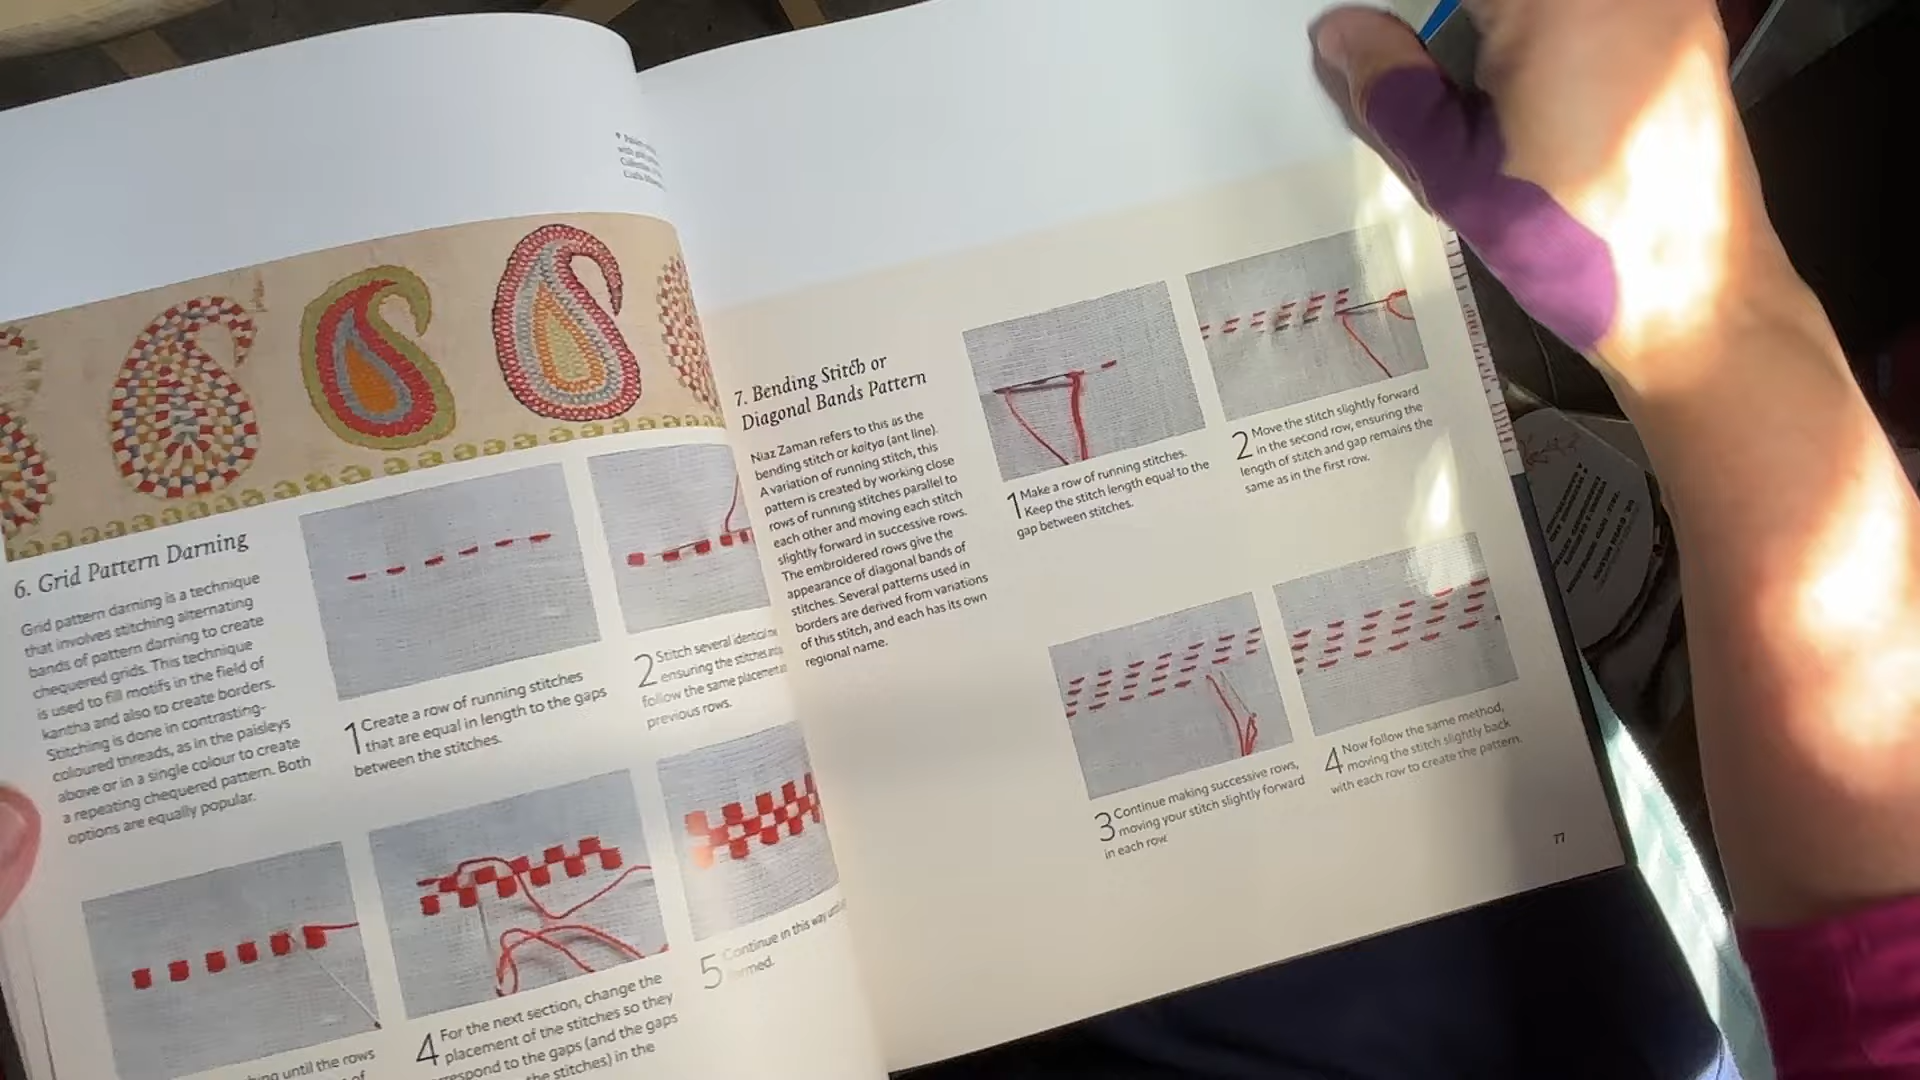 6. Grid Pattern Darning
Grid pattern darning is a technique
that involves stitching alternating
bands of pattern darning to create
chequered grids. This technique
is used to fill motifs in the field of
kantha and also to create borders.
Stitching is done in contrasting-
coloured threads, as in the paisleys
above or in a single colour to create
a repeating chequered pattern. Both
options are equally popular.
1 Create a row of running stitches
that are equal in length to the gaps
between the stitches.
2 Stitch several identical
ensuring the stitches
follow the same placement
previous rows.
until the rows
of
4 For the next section, change the
placement of the stitches so they
to the gaps (and the gaps
stitches) in the
5 Continue in this way
7. Bending Stitch or
Diagonal Bands Pattern
Niaz Zaman refers to this as the
bending stitch or kaitya (ant line).
A variation of running stitch, this
pattern is created by working close
rows of running stitches parallel to
each other and moving each stitch
slightly forward in successive rows.
The embroidered rows give the
appearance of diagonal bands of
stitches. Several patterns used in
borders are derived from variations
of this stitch, and each has its own
regional name.
1 Make a row of running stitches.
Keep the stitch length equal to the
gap between stitches.
2 Move the stitch slightly forward
in the second row, ensuring the
length of stitch and gap remains the
same as in the first row.
3 Continue making successive rows,
moving your stitch slightly forward
in each row.
4 Now follow the same method,
moving the stitch slightly back
with each row to create the pattern.
77